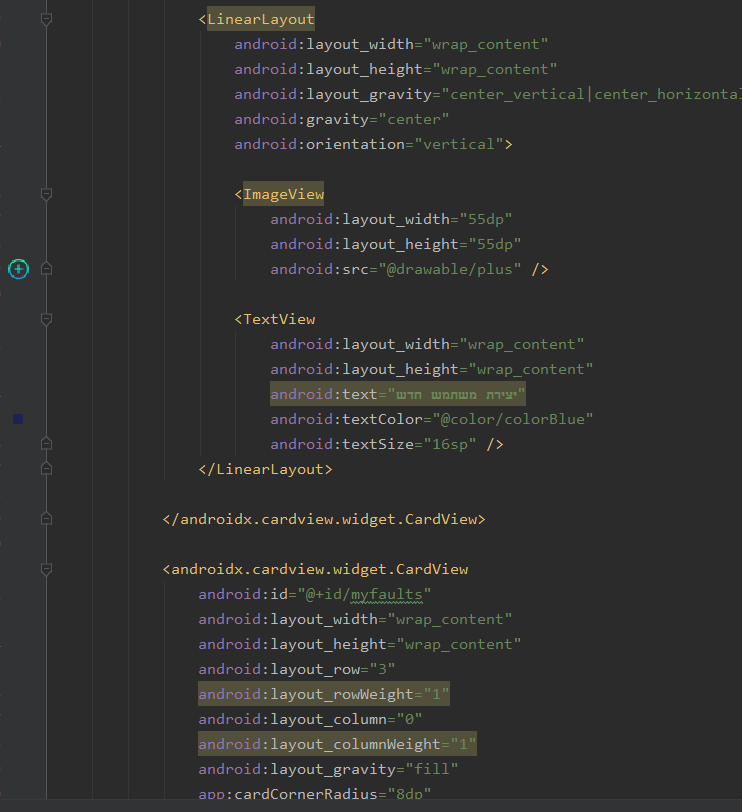 <LinearLayout
android:layout_width="wrap_content"
android:layout_height="wrap_content"
android:layout_gravity="center_vertical|center_horizontal
android:gravity="center"
android:orientation="vertical">
<ImageView
android:layout_width="55dp"
android:layout_height="55dp"
android:src="@drawable/plus" />
<TextView
android:layout_width="wrap_content"
android:layout_height="wrap_content"
android:text="יצירת משתמש חדש"
android:textColor="@color/colorBlue"
android:textSize="16sp" />
</LinearLayout>
</androidx.cardview.widget.CardView>
<androidx.cardview.widget.CardView
android:id="@+id/myfaults"
android:layout_width="wrap_content"
android:layout_height="wrap_content"
android:layout_row="3"
android:layout_rowWeight="1"
android:layout_column="0"
android:layout_columnWeight="1"
android:layout_gravity="fill"
app:cardCornerRadius="8dp"